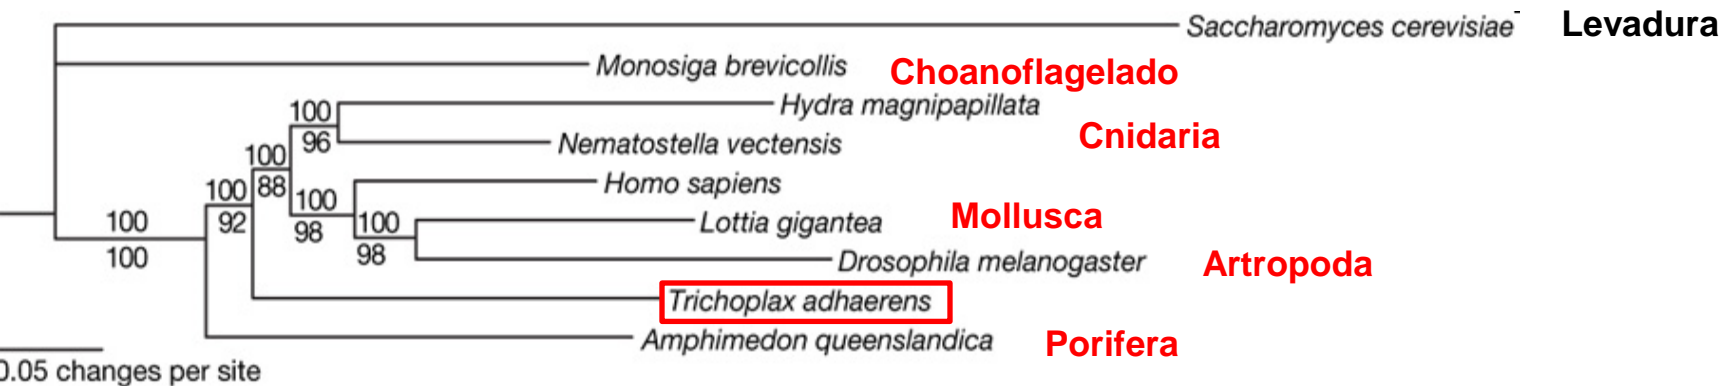 Saccharomyces cerevisiae Levadura
Monosiga brevicollis Choanoflagelado
100 Hydra magnipapillata
96 Nematostella vectensis Cnidaria
100
88
100 Homo sapiens
100
92
100
98
100 Lottia gigantea Mollusca
98 Drosophila melanogaster Artropoda
100
Trichoplax adhaerens
Amphimedon queenslandica Porifera
0.05 changes per site